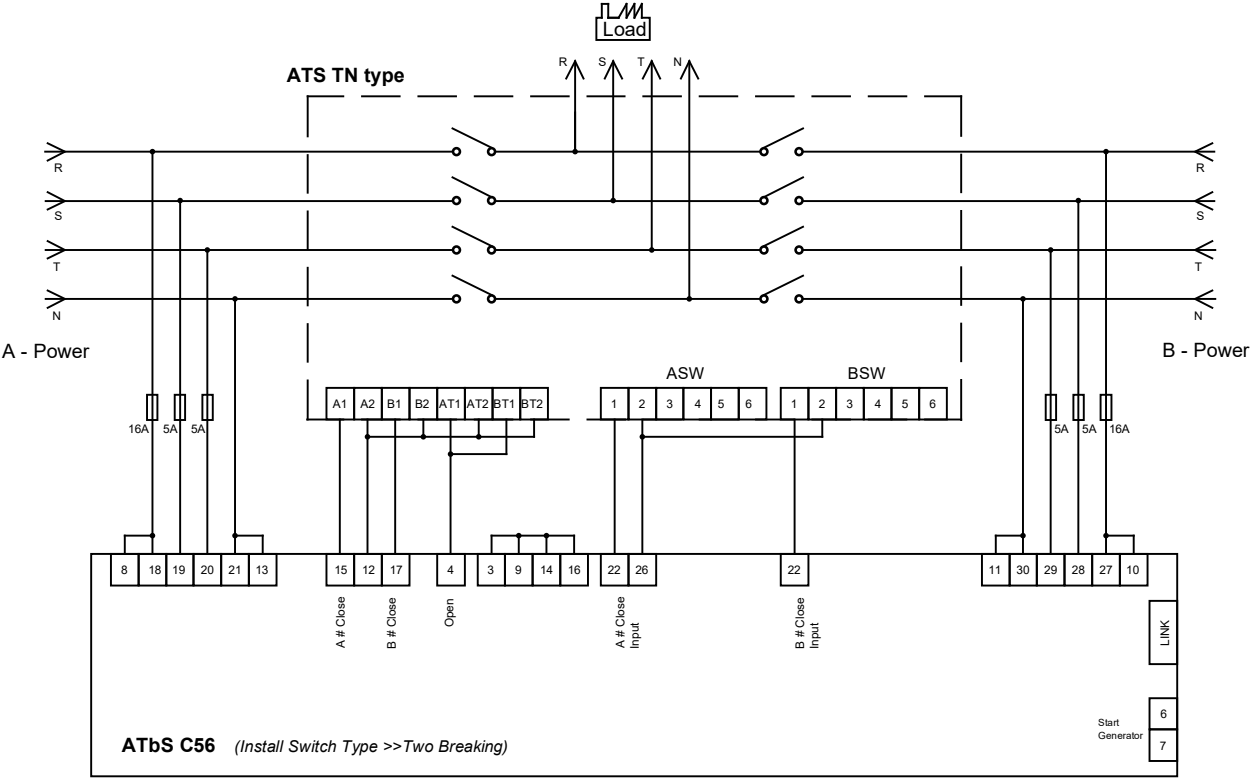 Load
ATS TN type
R S T N
R R
S S
T T
N N
A - Power B - Power
ASW BSW
A1 A2 B1 B2 AT1 AT2 BT1 BT2 1 2 3 4 5 6 1 2 3 4 5 6
16A 5A 5A 5A 5A 16A
8 18 19 20 21 13 15 12 17 4 3 9 14 16 22 26 22 11 30 29 28 27 10
A # Close
B # Close
Open
A # Close
Input
B # Close
Input
LINK
Start
Generator
6
7
ATbS C56 (Install Switch Type >>Two Breaking)